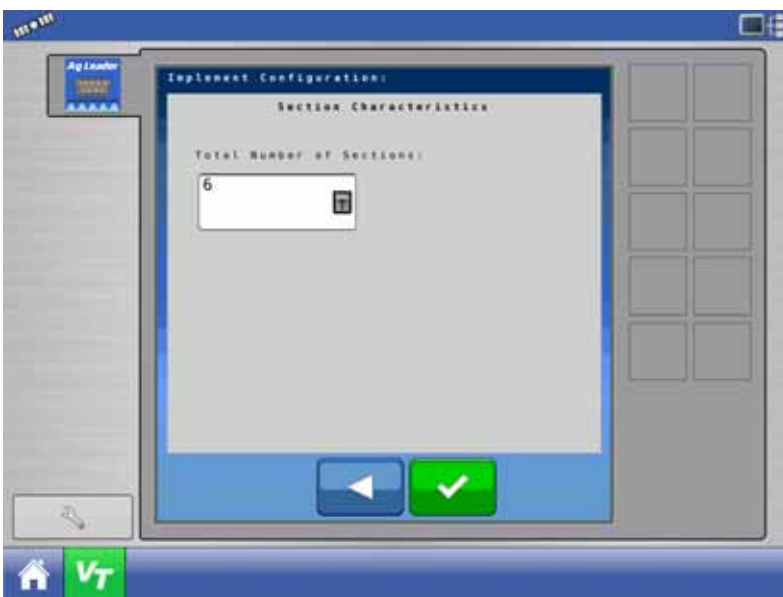 Ag Leader
Implement Configuration:
Section Characteristics
Total Number of Sections:
6
VT